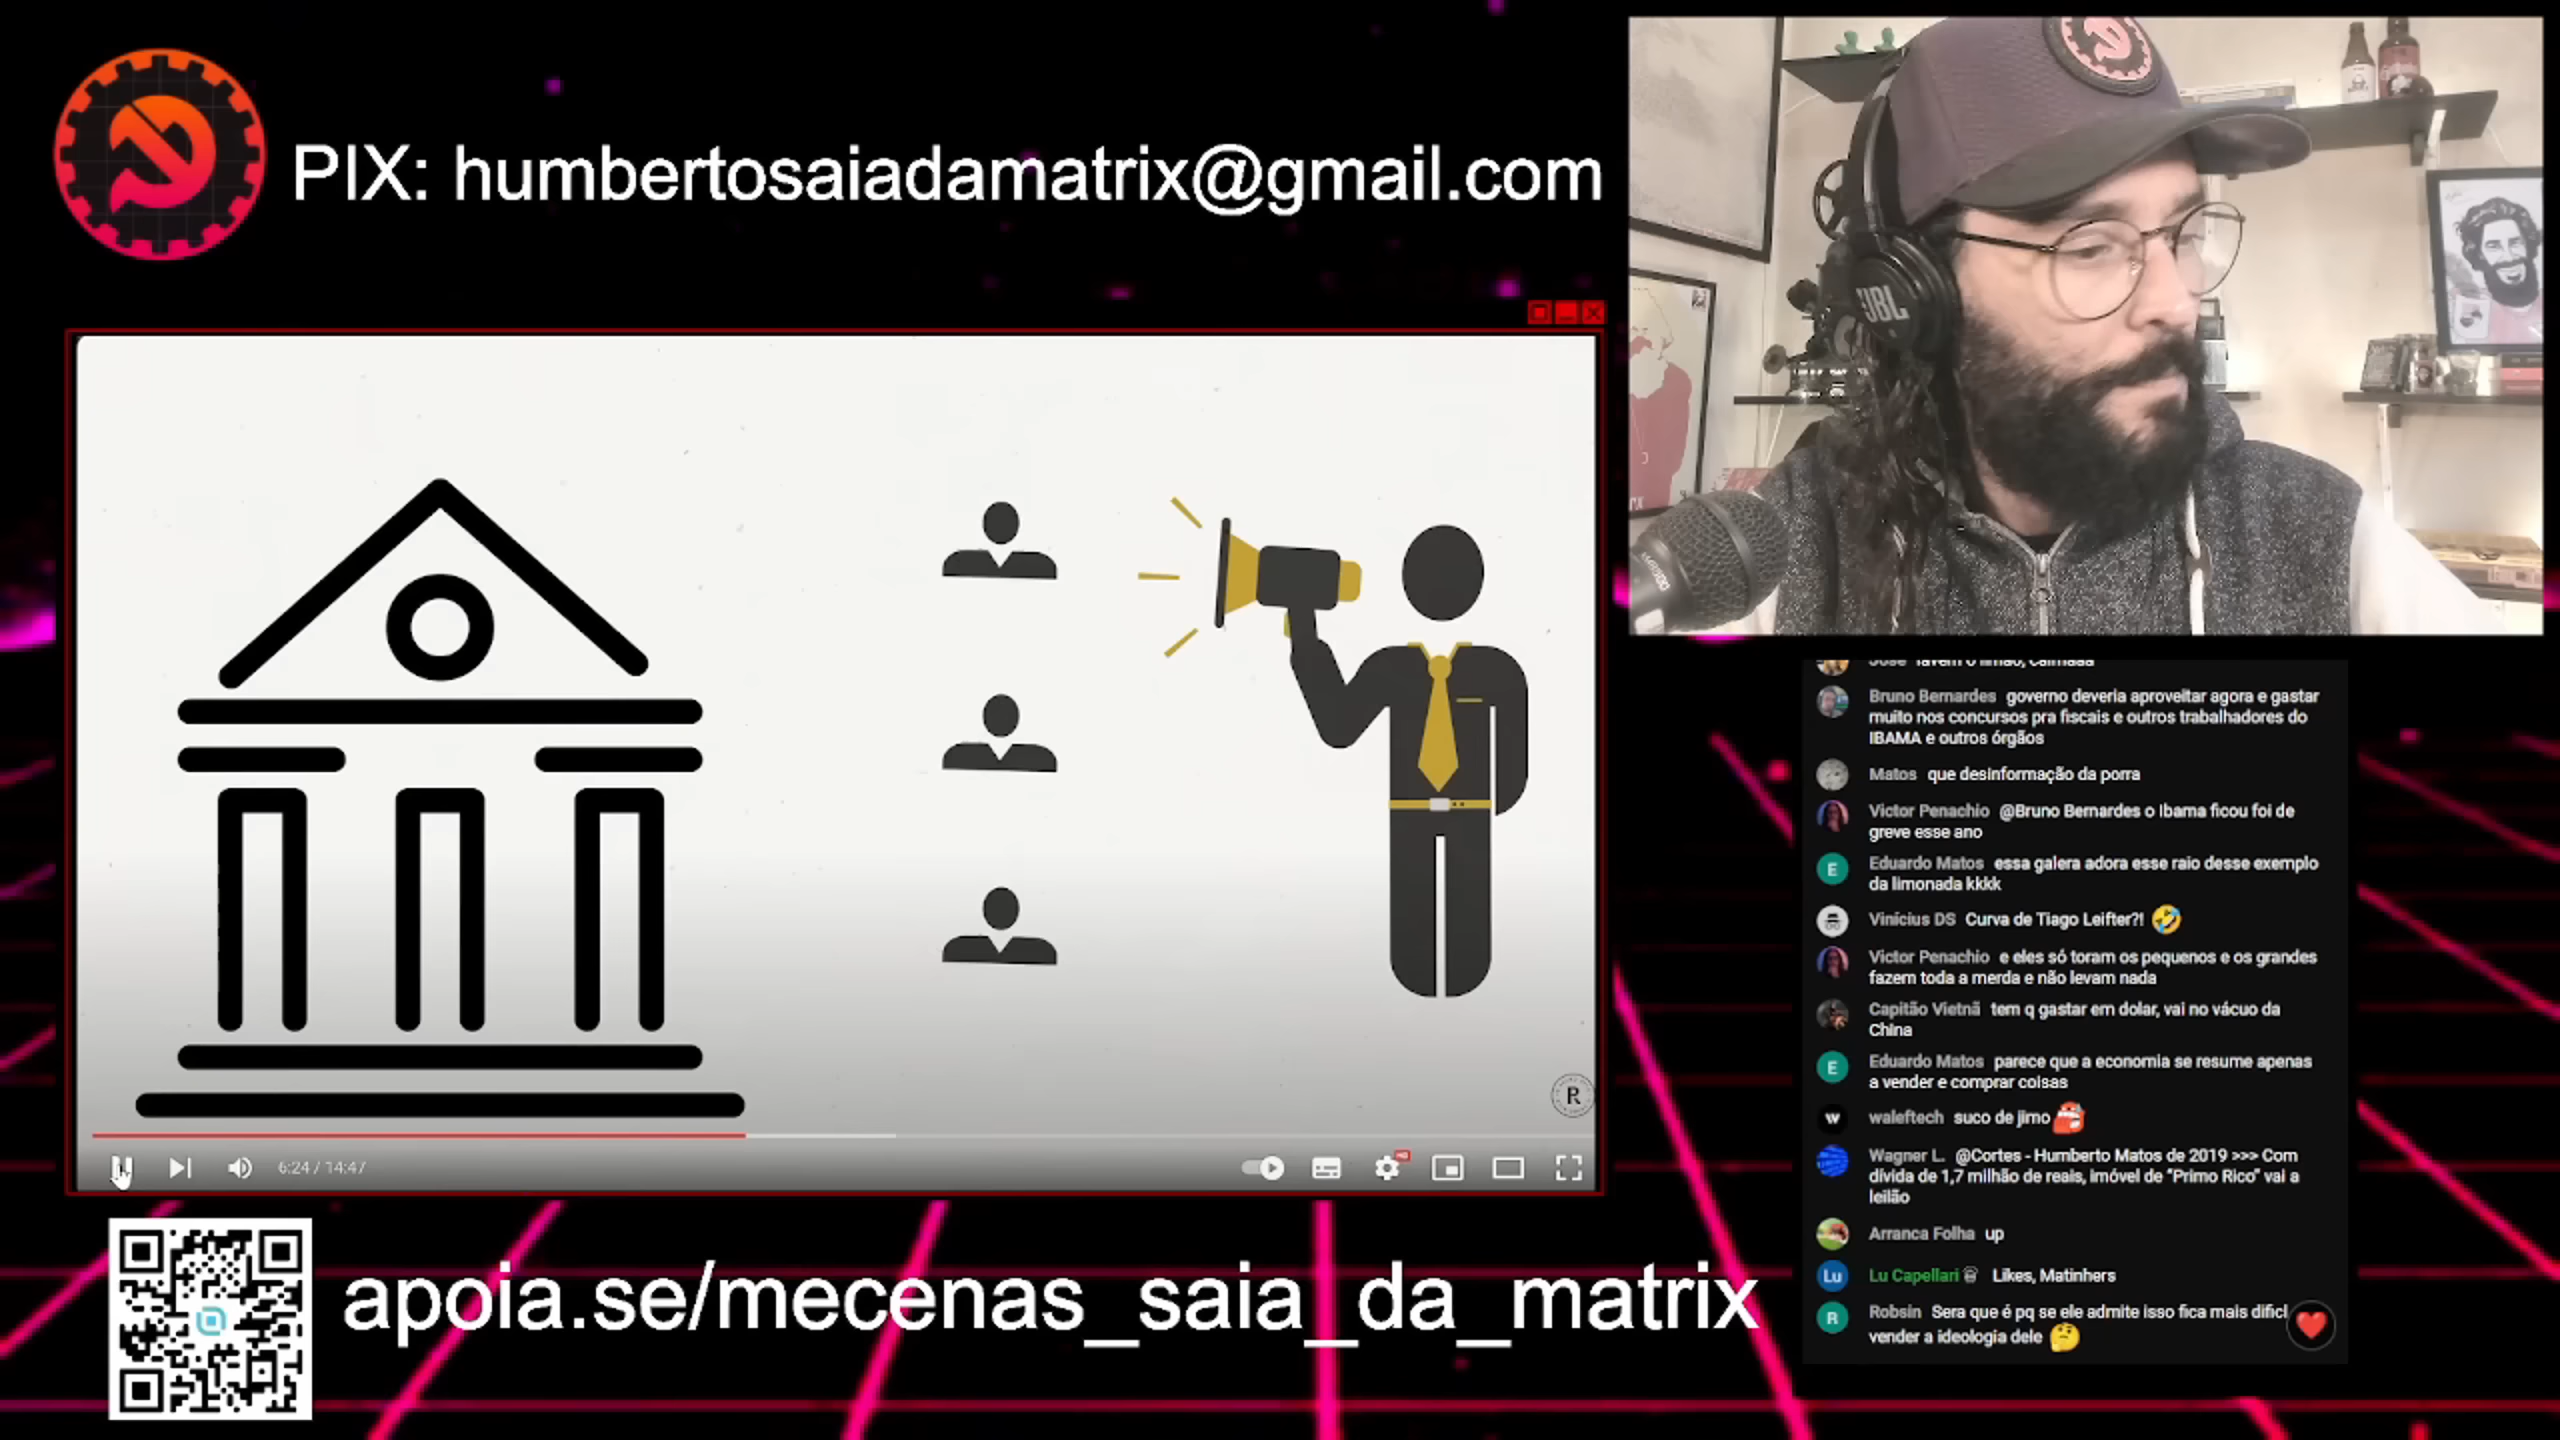 PIX: humbertosaiadamatrix@gmail.com
JBL
R
6:24 / 14:47
HD
apoia.se/mecenas_saia_da_matrix
Bruno Bernardes governo deveria aproveitar agora e gastar
muito nos concursos pra fiscais e outros trabalhadores do
IBAMA e outros órgãos
Matos que desinformação da porra
Victor Penachio @Bruno Bernardes o Ibama ficou foi de
greve esse ano
E Eduardo Matos essa galera adora esse raio desse exemplo
da limonada kkkk
Vinícius DS Curva de Tiago Leifter?!
Victor Penachio e eles só toram os pequenos e os grandes
fazem toda a merda e não levam nada
Capitão Vietnã tem q gastar em dolar, vai no vácuo da
China
E Eduardo Matos parece que a economia se resume apenas
a vender e comprar coisas
W waleftech suco de jimo
Wagner L. @Cortes - Humberto Matos de 2019 >>> Com
dívida de 1,7 milhão de reais, imóvel de "Primo Rico" vai a
leilão
Arranca Folha up
Lu Lu Capellari Likes, Matinhers
R Robsin Sera que é pq se ele admite isso fica mais dificl
vender a ideologia dele